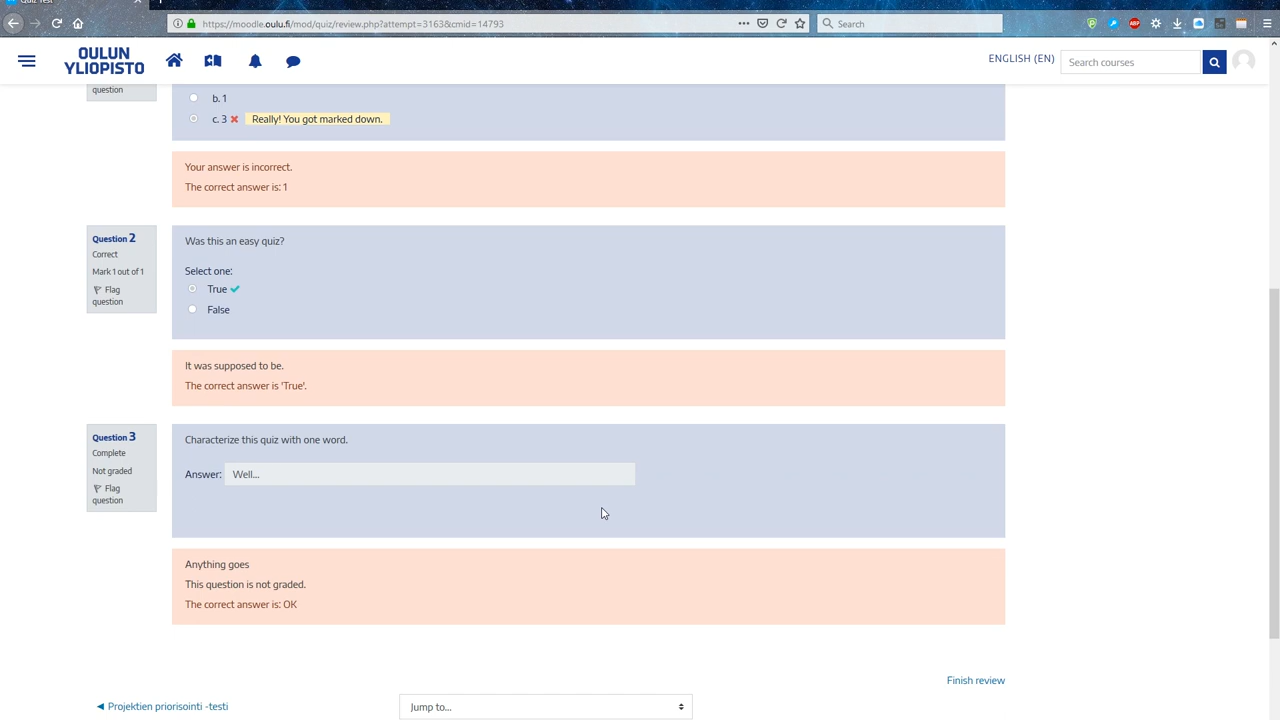 Quiz Test
https://moodle.oulu.fi/mod/quiz/review.php?attempt=3163&cmid=14793
Search
OULUN
YLIOPISTO
ENGLISH (EN)
Search courses
question
b. 1
c. 3
Really! You got marked down.
Your answer is incorrect.
The correct answer is: 1
Question 2
Correct
Mark 1 out of 1
Flag
question
Was this an easy quiz?
Select one:
True
False
It was supposed to be.
The correct answer is 'True'.
Question 3
Complete
Not graded
Flag
question
Characterize this quiz with one word.
Answer: Well...
Anything goes
This question is not graded.
The correct answer is: OK
Finish review
◄ Projektien priorisointi -testi
Jump to...